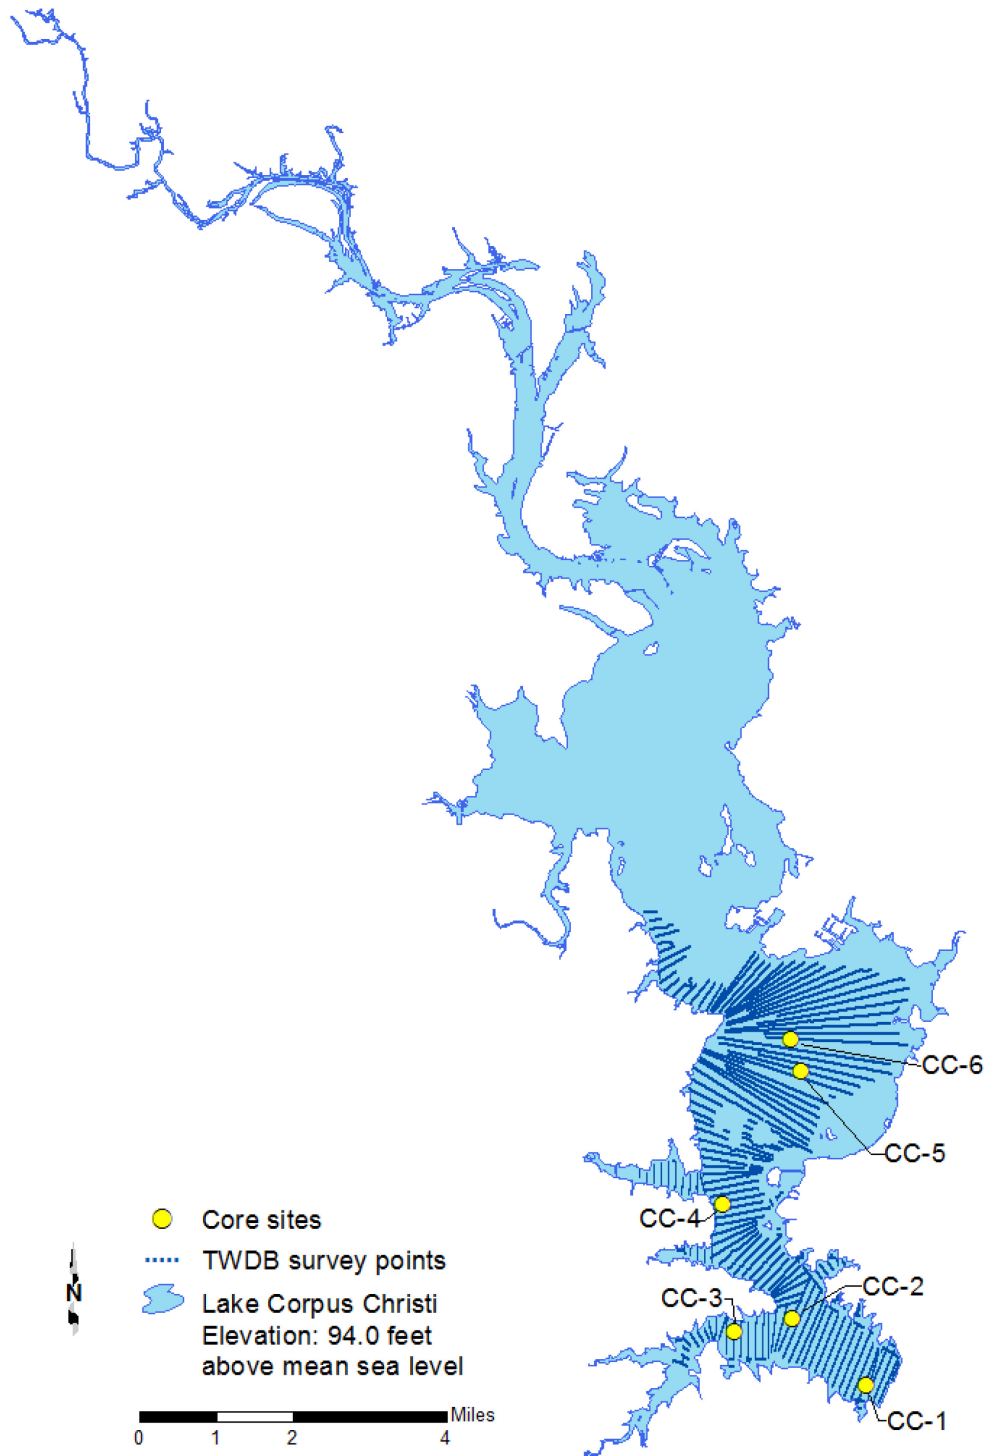 CC-6
CC-5
CC-4
CC-3
CC-2
CC-1
Core sites
TWDB survey points
Lake Corpus Christi
Elevation: 94.0 feet
above mean sea level
N
Miles
0 1 2 4